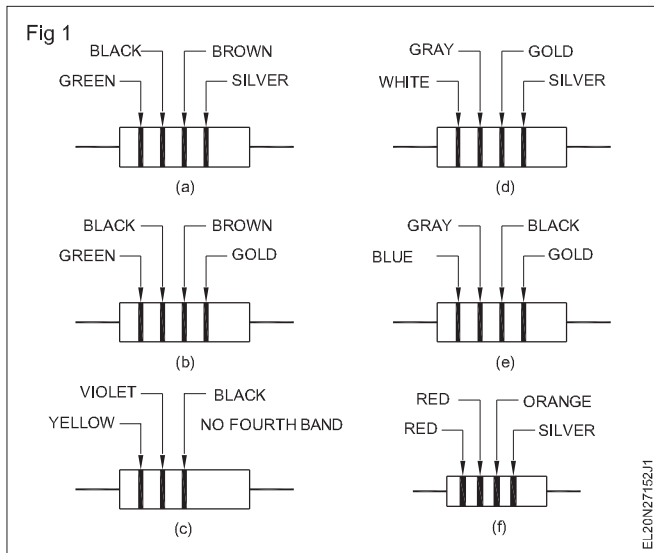 Fig 1
BLACK BROWN
GREEN SILVER
(a)
GRAY GOLD
WHITE SILVER
(d)
BLACK BROWN
GREEN GOLD
(b)
GRAY BLACK
BLUE GOLD
(e)
VIOLET BLACK
YELLOW NO FOURTH BAND
(c)
RED ORANGE
RED SILVER
(f)
EL20N27152J1